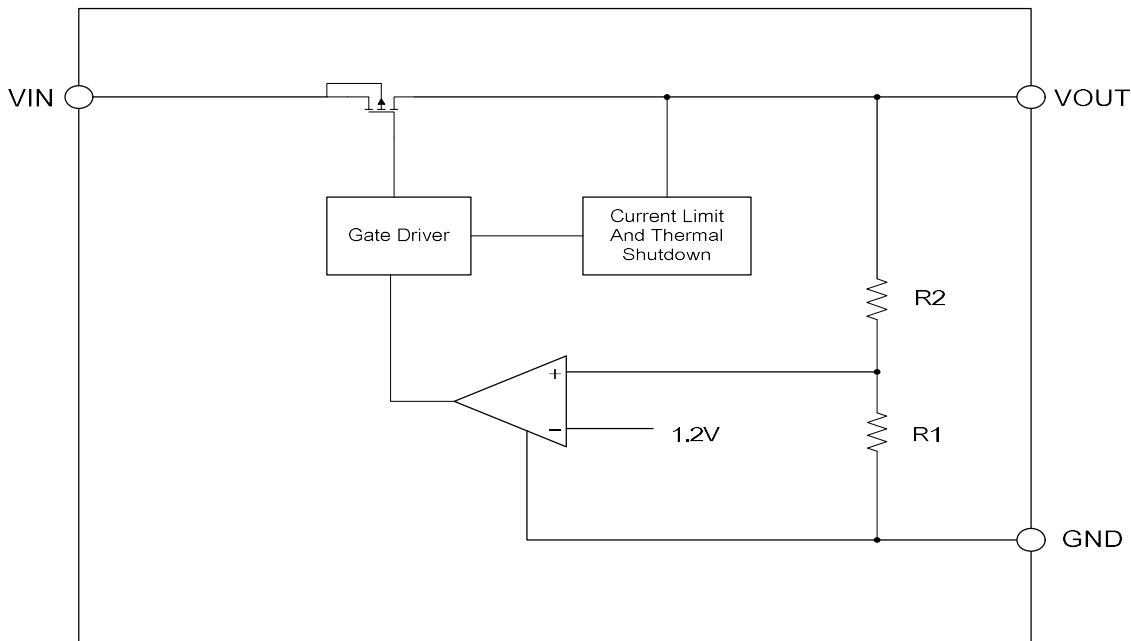 VIN
VOUT
Gate Driver
Current Limit
And Thermal
Shutdown
R2
+
−
1.2V
R1
GND